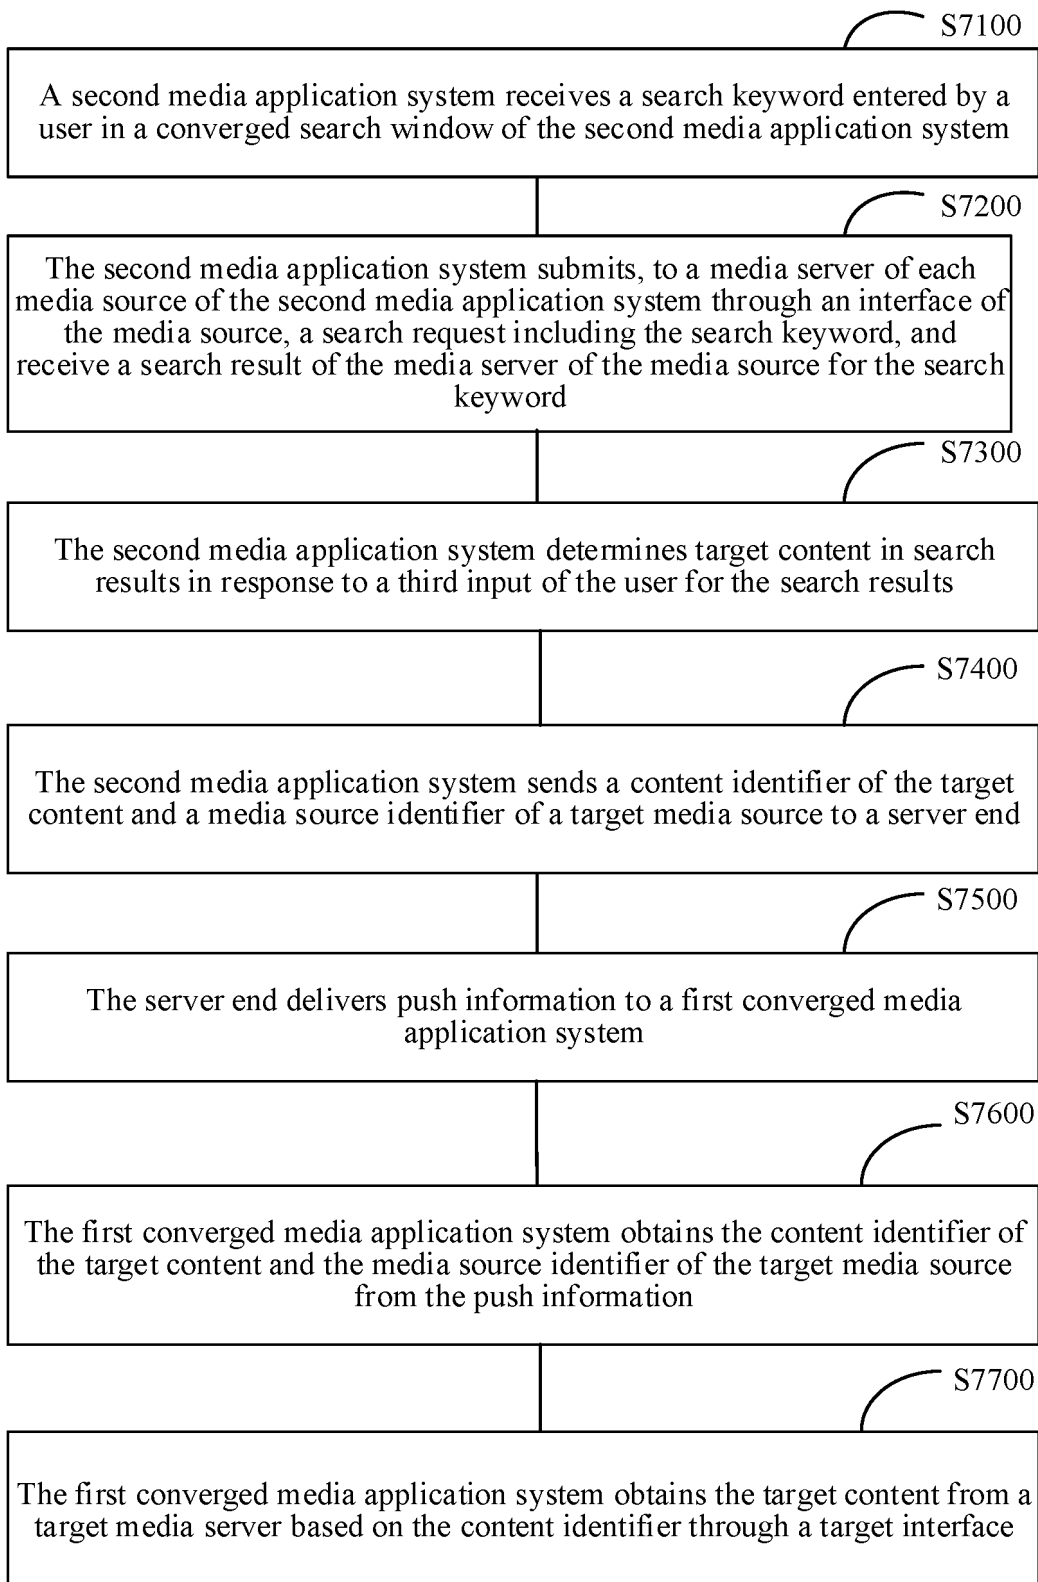 S7100
A second media application system receives a search keyword entered by a
user in a converged search window of the second media application system
S7200
The second media application system submits, to a media server of each
media source of the second media application system through an interface of
the media source, a search request including the search keyword, and
receive a search result of the media server of the media source for the search
keyword
S7300
The second media application system determines target content in search
results in response to a third input of the user for the search results
S7400
The second media application system sends a content identifier of the target
content and a media source identifier of a target media source to a server end
S7500
The server end delivers push information to a first converged media
application system
S7600
The first converged media application system obtains the content identifier of
the target content and the media source identifier of the target media source
from the push information
S7700
The first converged media application system obtains the target content from a
target media server based on the content identifier through a target interface